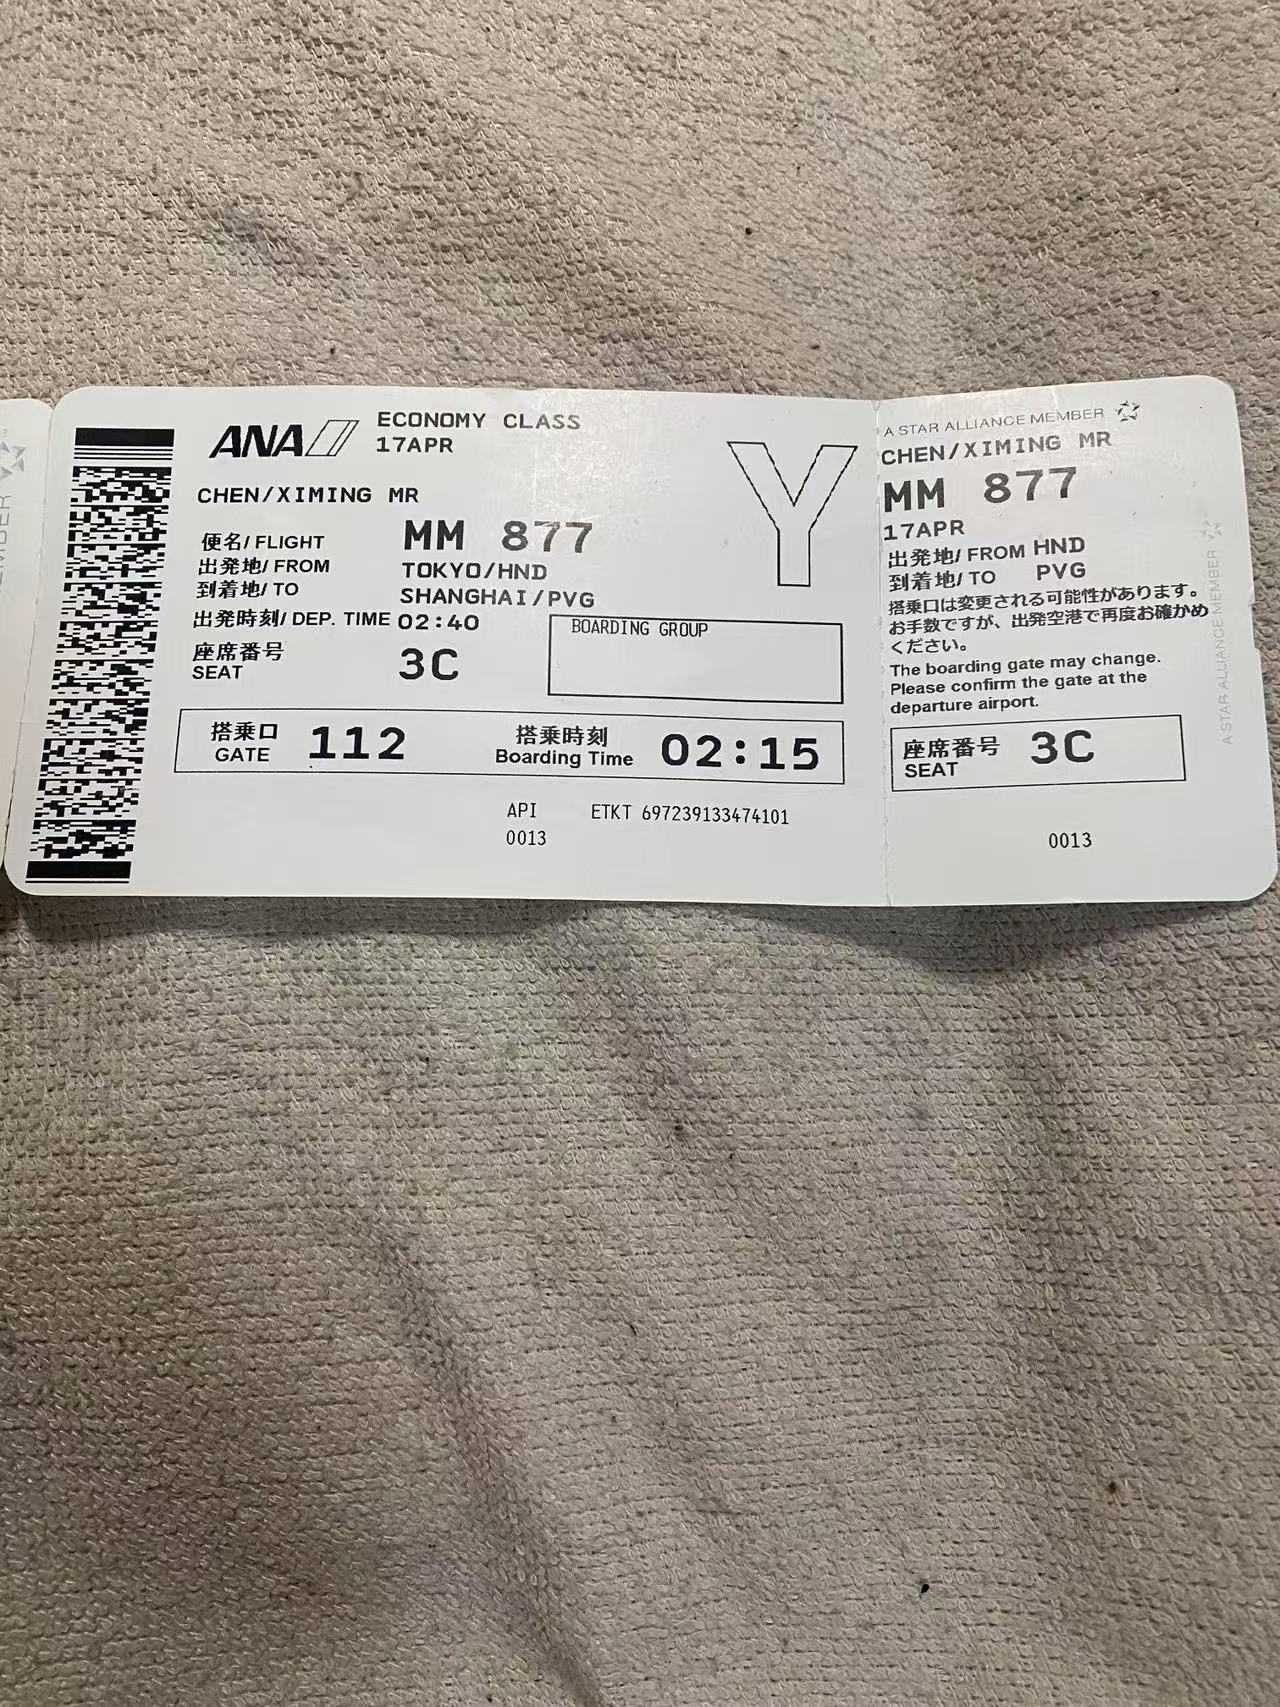 ANA ECONOMY CLASS
17APR
CHEN/XIMING MR
便名/ FLIGHT MM 877
出発地/ FROM TOKYO/HND
到着地/ TO SHANGHAI/PVG
出発時刻/ DEP. TIME 02:40
座席番号 3C
SEAT
BOARDING GROUP
搭乗口 112
GATE
搭乗時刻 02:15
Boarding Time
API ETKT 697239133474101
0013
Y
A STAR ALLIANCE MEMBER
CHEN/XIMING MR
MM 877
17APR
出発地/ FROM HND
到着地/ TO PVG
搭乗口は変更される可能性があります。
お手数ですが、出発空港で再度お確かめ
ください。
The boarding gate may change.
Please confirm the gate at the
departure airport.
座席番号 3C
SEAT
0013
A STAR ALLIANCE MEMBER